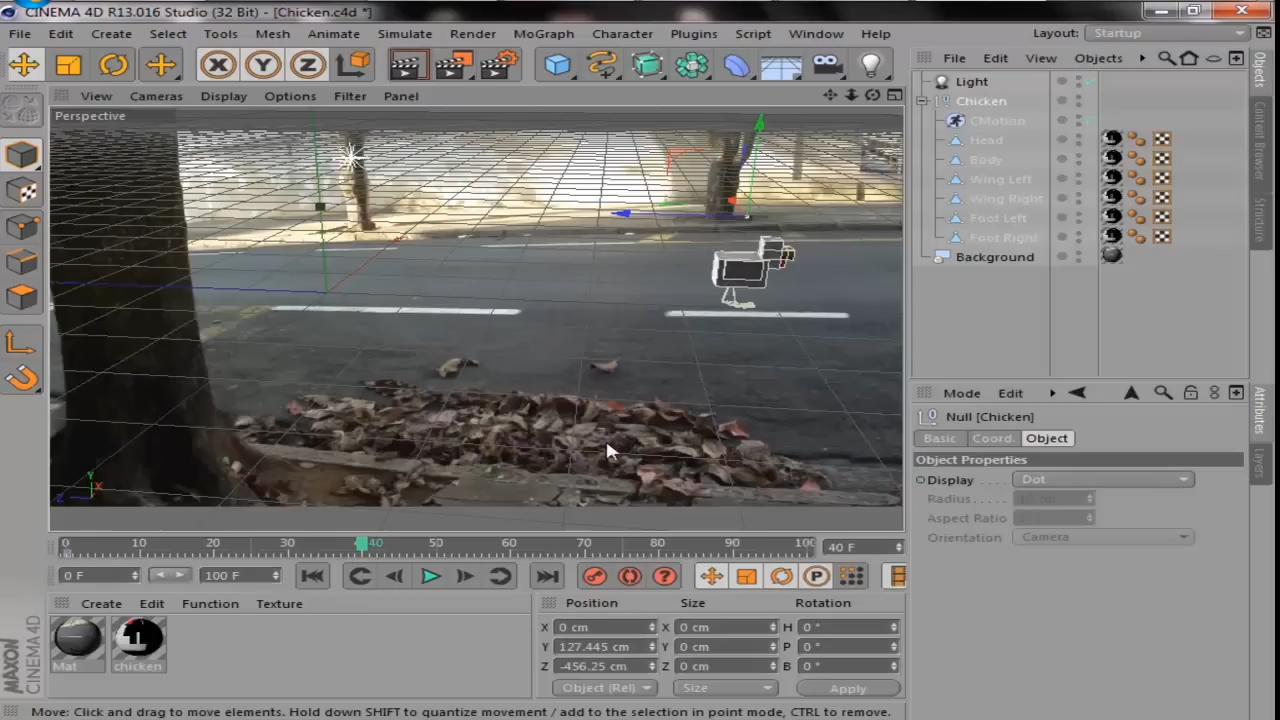 CINEMA 4D R13.016 Studio (32 Bit) - [Chicken.c4d *]
File Edit Create Select Tools Mesh Animate Simulate Render MoGraph Character Plugins Script Window Help Layout: Startup
X Y Z
File Edit View Objects
View Cameras Display Options Filter Panel
Perspective
Light
Chicken
CMotion
Head
Body
Wing Left
Wing Right
Foot Left
Foot Right
Background
Objects
Content Browser
Structure
Mode Edit
Null [Chicken]
Basic Coord. Object
Object Properties
Display Dot
Radius
Aspect Ratio
Orientation Camera
Attributes
Layers
Y X Z
0 10 20 30 40 50 60 70 80 90 100 40 F
0 F 100 F P
Create Edit Function Texture
Mat chicken
Position Size Rotation
X 0 cm X 0 cm H 0 °
Y 127.445 cm Y 0 cm P 0 °
Z -456.25 cm Z 0 cm B 0 °
Object (Rel) Size Apply
MAXON
CINEMA 4D
Move: Click and drag to move elements. Hold down SHIFT to quantize movement / add to the selection in point mode, CTRL to remove.